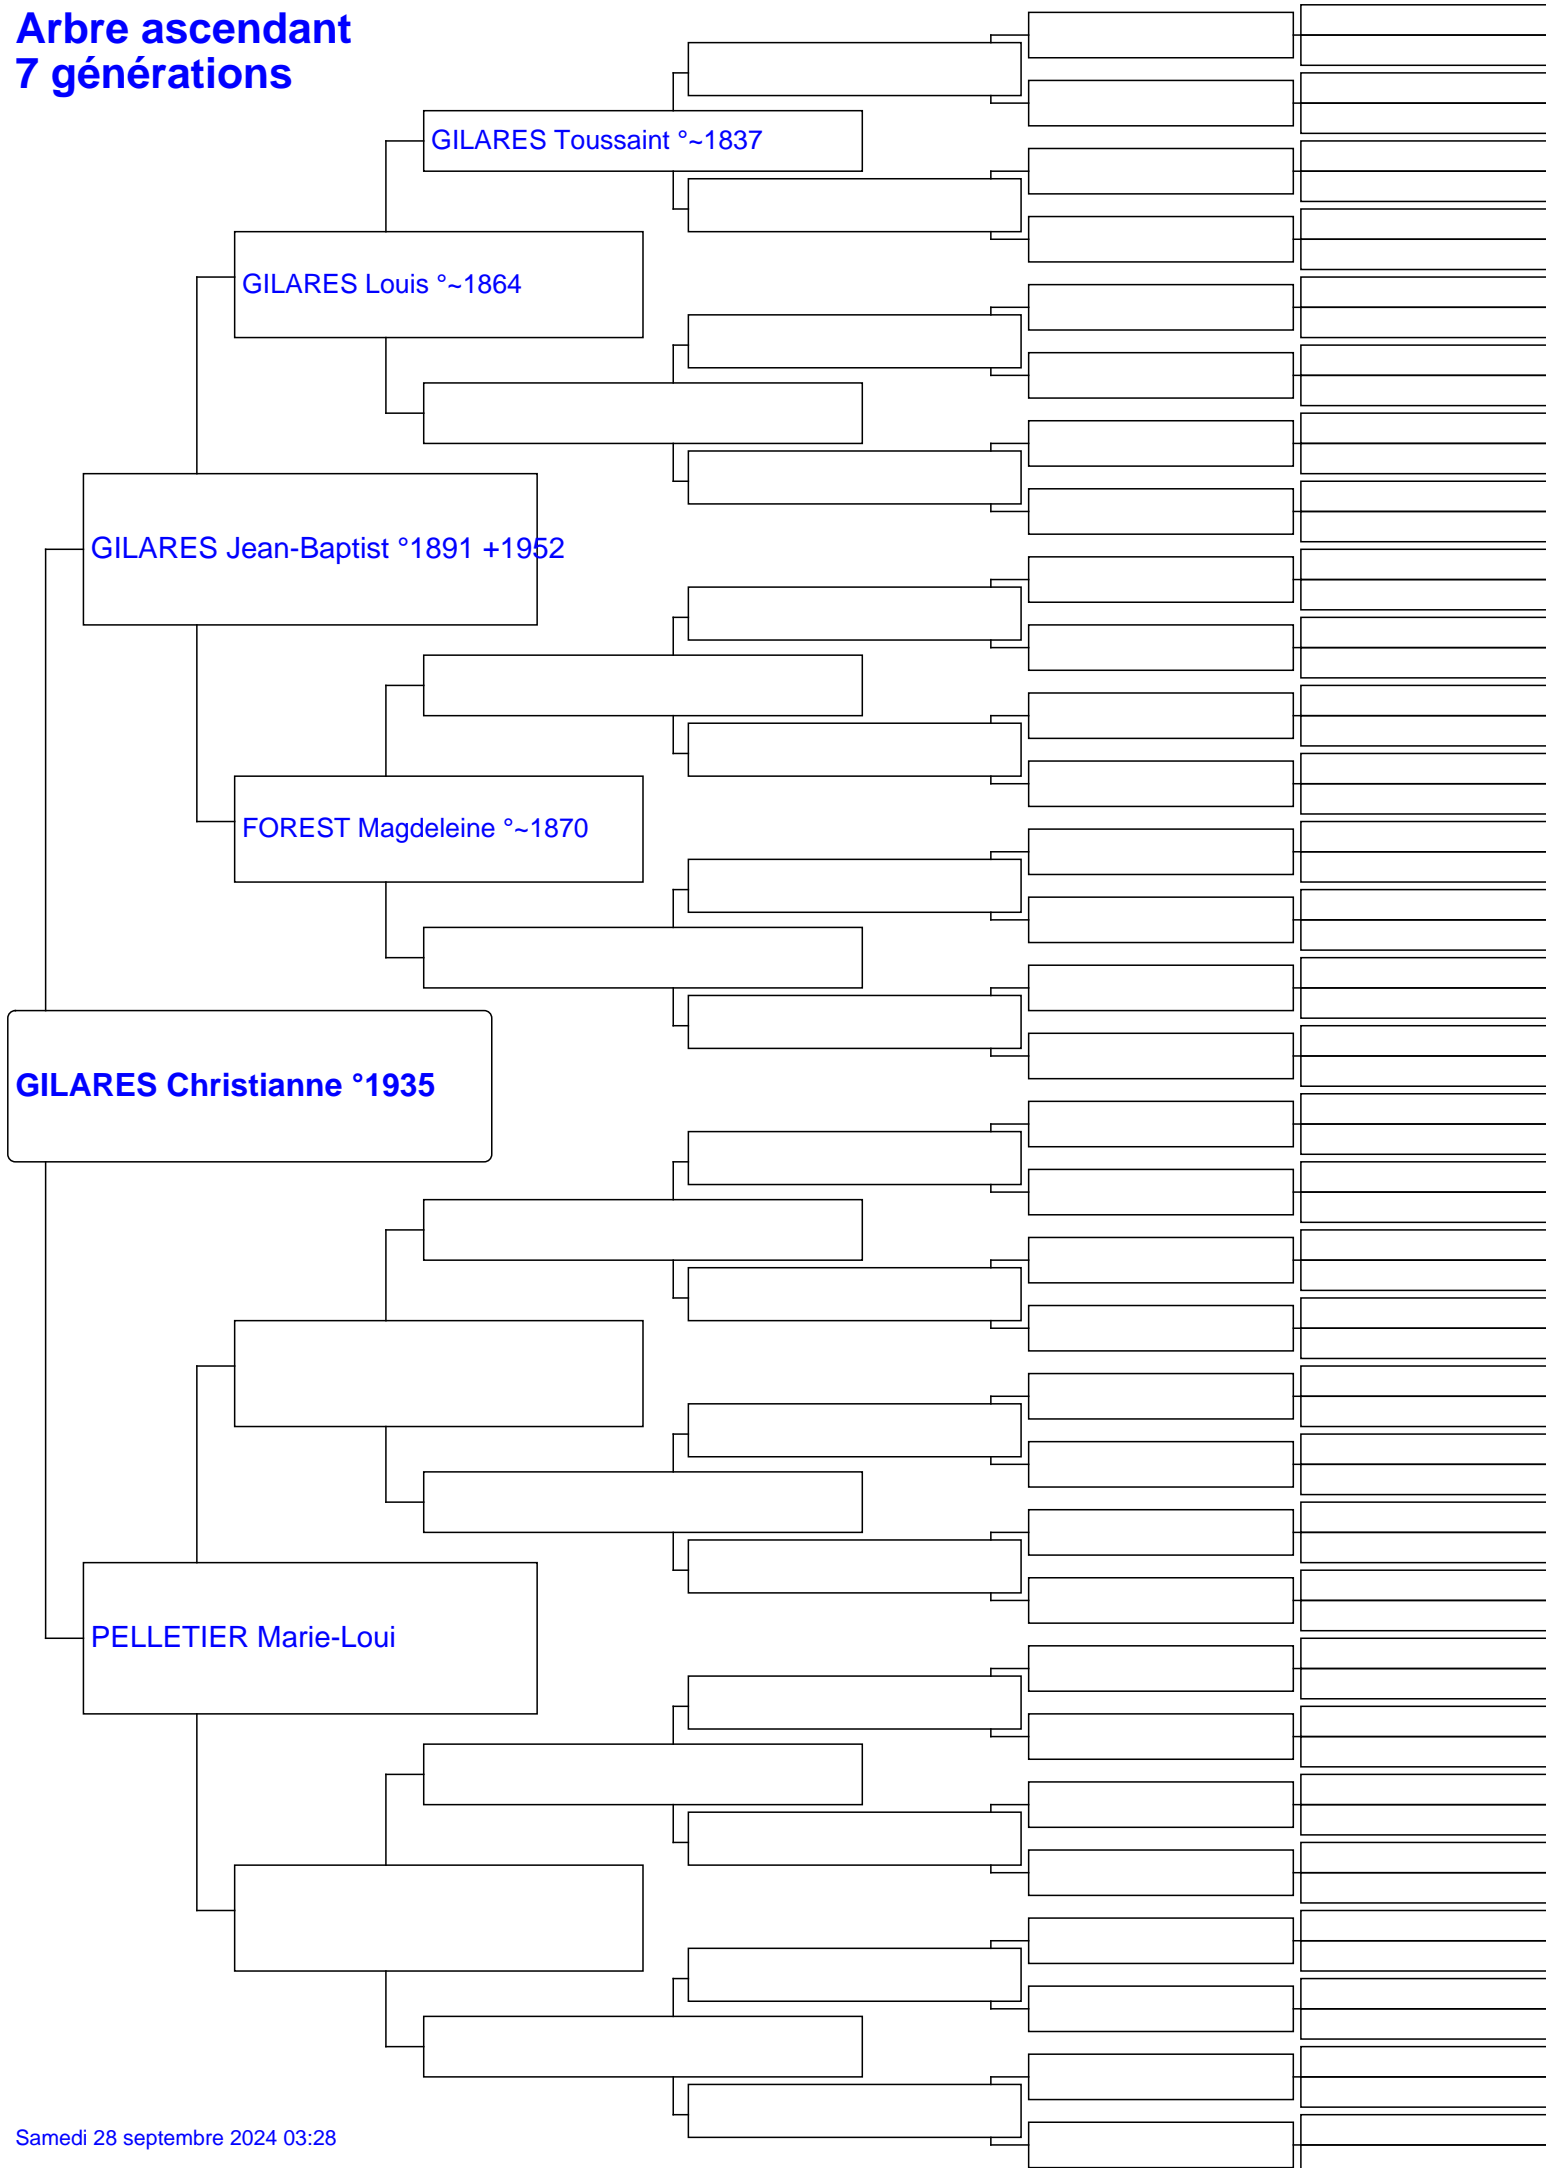 Arbre ascendant
7 générations
GILARES Toussaint °~1837
GILARES Louis °~1864
GILARES Jean-Baptist °1891 +1952
FOREST Magdeleine °~1870
GILARES Christianne °1935
PELLETIER Marie-Loui
Samedi 28 septembre 2024 03:28